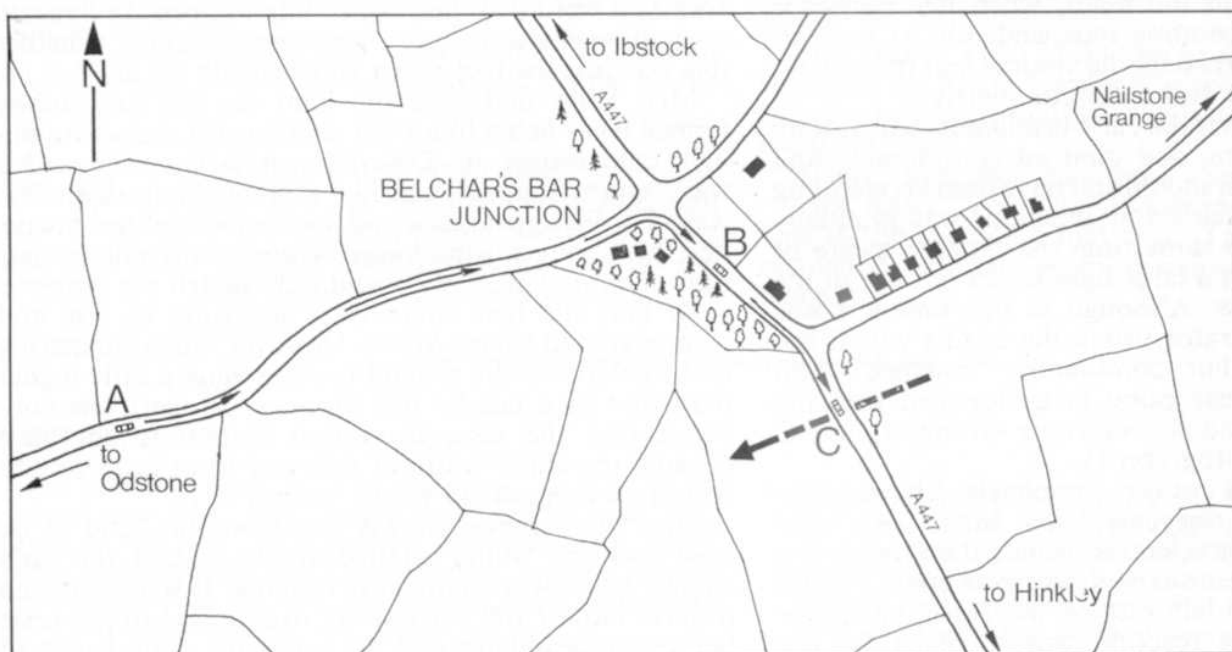 N
to Ibstock
A447
Nailstone
Grange
BELCHAR'S BAR
JUNCTION
B
A
to
Odstone
C
A447
to Hinkley